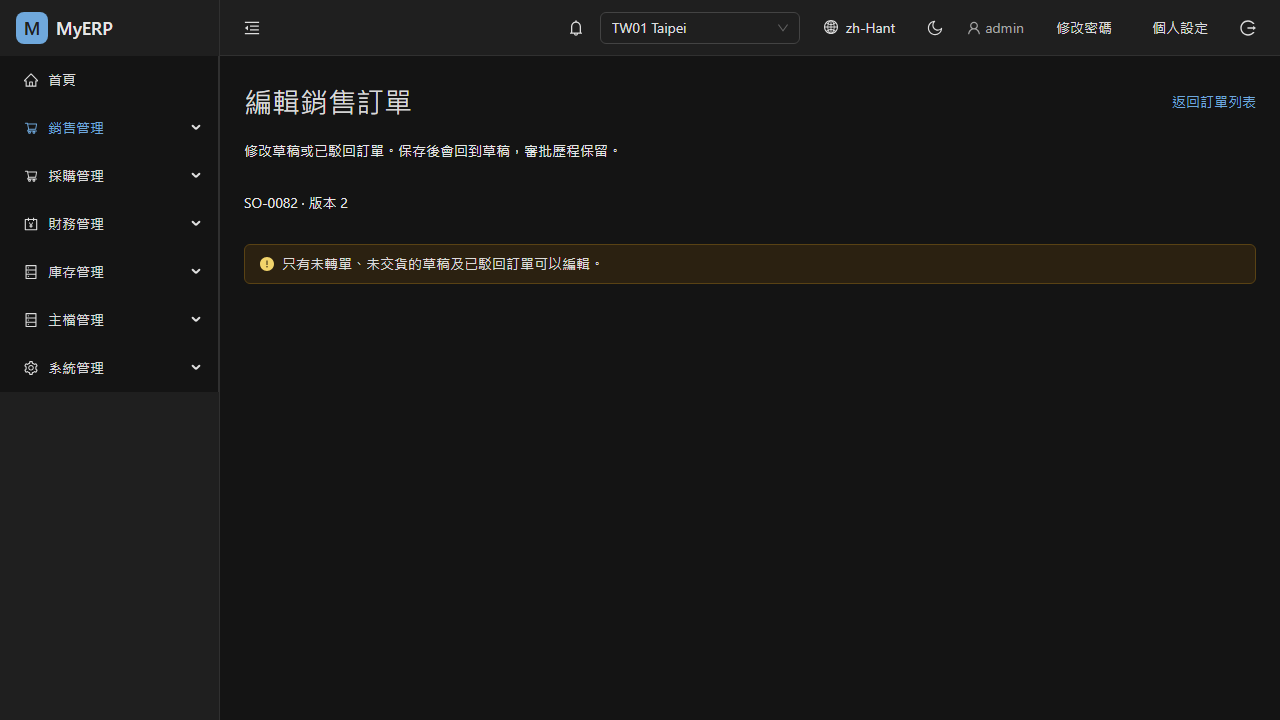 M MyERP
TW01 Taipei
zh-Hant
admin
修改密碼
個人設定
首頁
銷售管理
採購管理
財務管理
庫存管理
主檔管理
系統管理
編輯銷售訂單
返回訂單列表
修改草稿或已駁回訂單。保存後會回到草稿，審批歷程保留。
SO-0082 · 版本 2
只有未轉單、未交貨的草稿及已駁回訂單可以編輯。